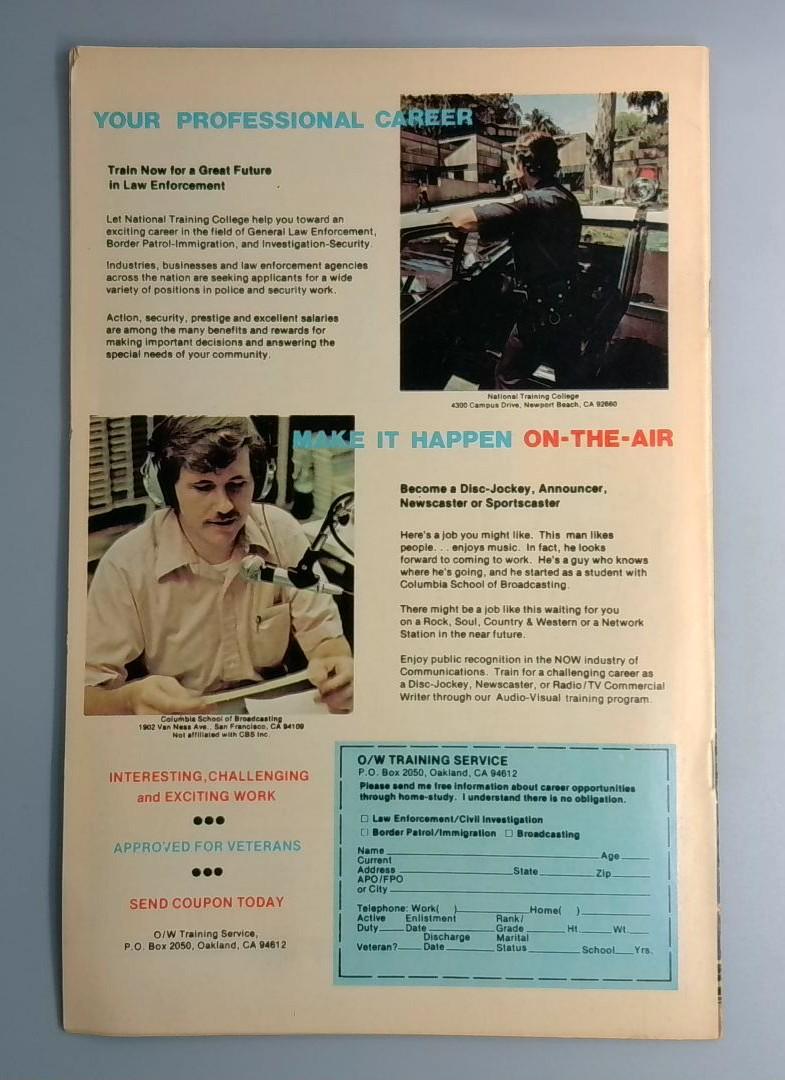 YOUR PROFESSIONAL CAREER
Train Now for a Great Future
in Law Enforcement
Let National Training College help you toward an
exciting career in the field of General Law Enforcement,
Border Patrol-Immigration, and Investigation-Security.
Industries, businesses and law enforcement agencies
across the nation are seeking applicants for a wide
variety of positions in police and security work.
Action, security, prestige and excellent salaries
are among the many benefits and rewards for
making important decisions and answering the
special needs of your community.
National Training College
4300 Campus Drive, Newport Beach, CA 92660
MAKE IT HAPPEN ON-THE-AIR
Become a Disc-Jockey, Announcer,
Newscaster or Sportscaster
Here's a job you might like. This man likes
people. . . enjoys music. In fact, he looks
forward to coming to work. He's a guy who knows
where he's going, and he started as a student with
Columbia School of Broadcasting.
There might be a job like this waiting for you
on a Rock, Soul, Country & Western or a Network
Station in the near future.
Enjoy public recognition in the NOW industry of
Communications. Train for a challenging career as
a Disc-Jockey, Newscaster, or Radio/TV Commercial
Writer through our Audio-Visual training program.
Columbia School of Broadcasting
1902 Van Ness Ave., San Francisco, CA 94109
Not affiliated with CBS Inc.
INTERESTING, CHALLENGING
and EXCITING WORK
APPROVED FOR VETERANS
SEND COUPON TODAY
O/W Training Service,
P.O. Box 2050, Oakland, CA 94612
O/W TRAINING SERVICE
P.O. Box 2050, Oakland, CA 94612
Please send me free information about career opportunities
through home-study. I understand there is no obligation.
☐ Law Enforcement/Civil Investigation
☐ Border Patrol/Immigration ☐ Broadcasting
Name Age
Current
Address State Zip
APO/FPO
or City
Telephone: Work( ) Home( )
Active Enlistment Rank/
Duty Date Grade Ht. Wt.
Discharge Marital
Veteran? Date Status School Yrs.